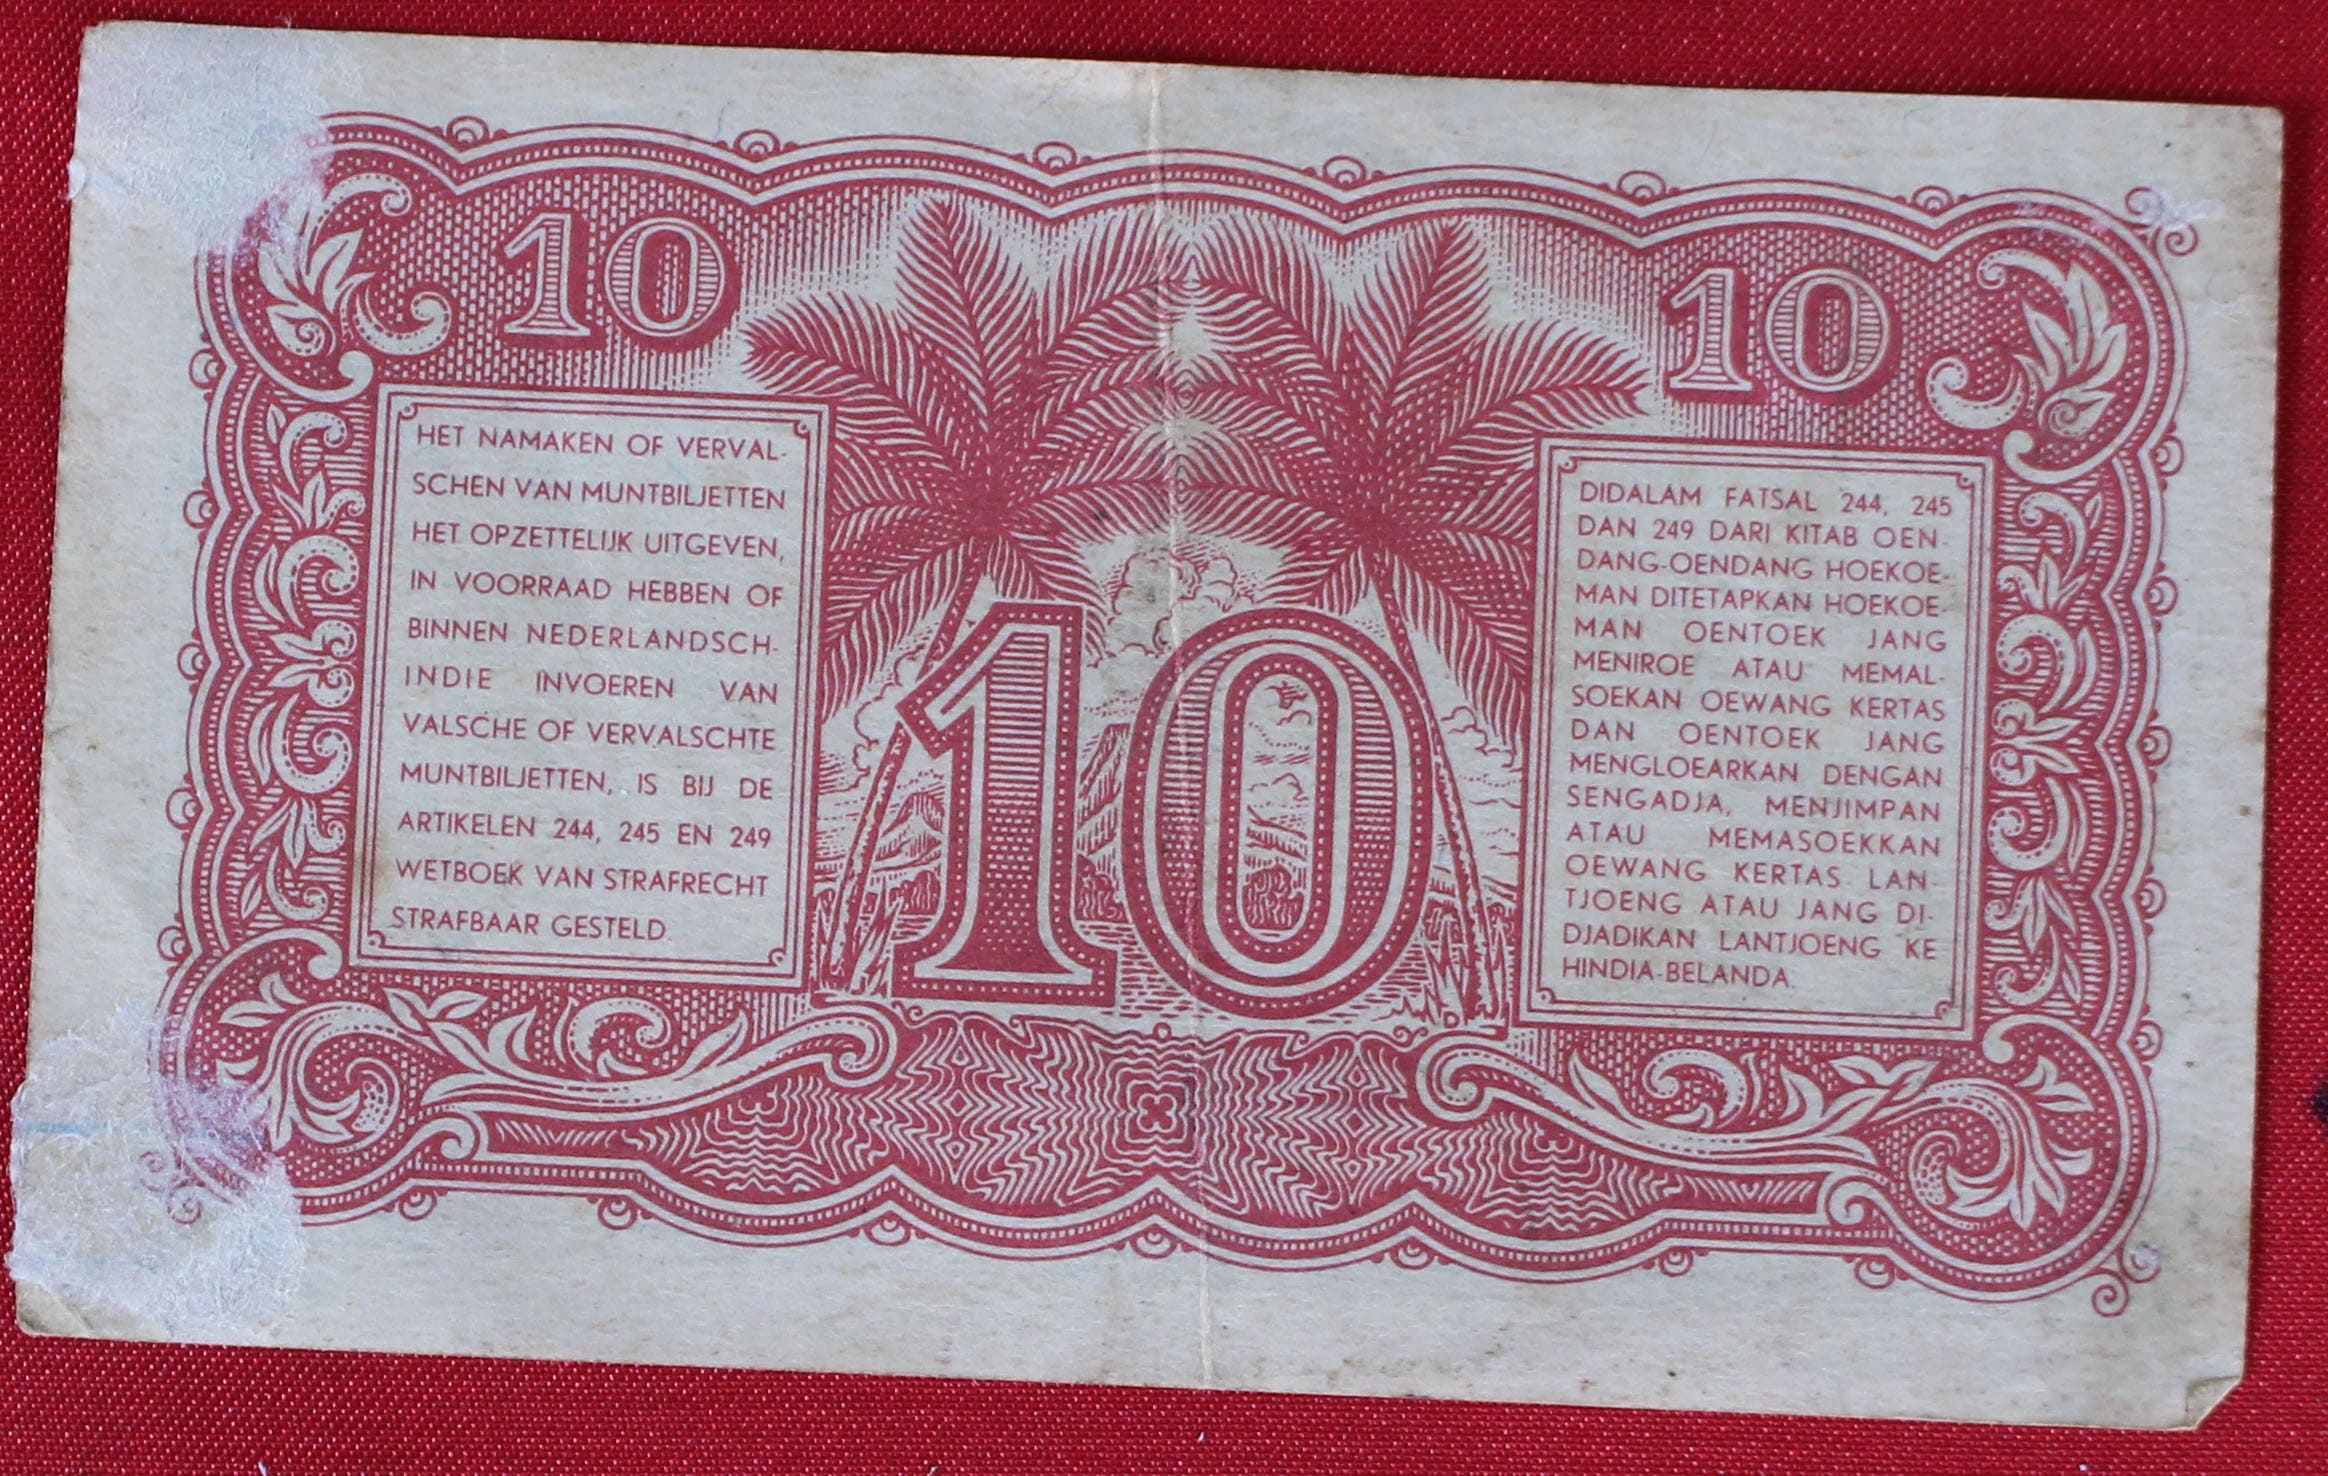 10
10
HET NAMAKEN OF VERVAL-
SCHEN VAN MUNTBILJETTEN
HET OPZETTELIJK UITGEVEN,
IN VOORRAAD HEBBEN OF
BINNEN NEDERLANDSCH-
INDIE INVOEREN VAN
VALSCHE OF VERVALSCHTE
MUNTBILJETTEN, IS BIJ DE
ARTIKELEN 244, 245 EN 249
WETBOEK VAN STRAFRECHT
STRAFBAAR GESTELD.
10
DIDALAM FATSAL 244, 245
DAN 249 DARI KITAB OEN-
DANG-OENDANG HOEKOE-
MAN DITETAPKAN HOEKOE-
MAN OENTOEK JANG
MENIROE ATAU MEMAL-
SOEKAN OEWANG KERTAS
DAN OENTOEK JANG
MENGLOEARKAN DENGAN
SENGADJA, MENJIMPAN
ATAU MEMASOEKKAN
OEWANG KERTAS LAN-
TJOENG ATAU JANG DI-
DJADIKAN LANTJOENG KE
HINDIA-BELANDA.